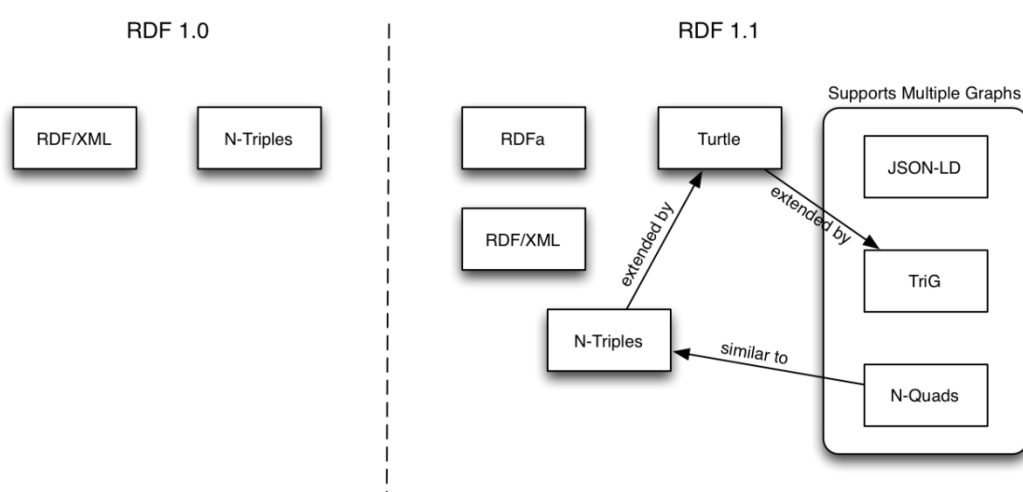 RDF 1.0
RDF 1.1
Supports Multiple Graphs
RDF/XML
N-Triples
RDFa
Turtle
JSON-LD
extended by
extended by
RDF/XML
TriG
N-Triples
similar to
N-Quads